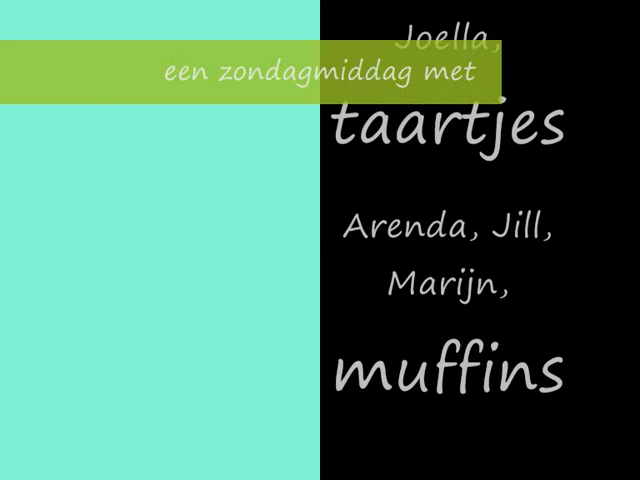 Joella,
een zondagmiddag met
taartjes
Arenda, Jill,
Marijn,
muffins